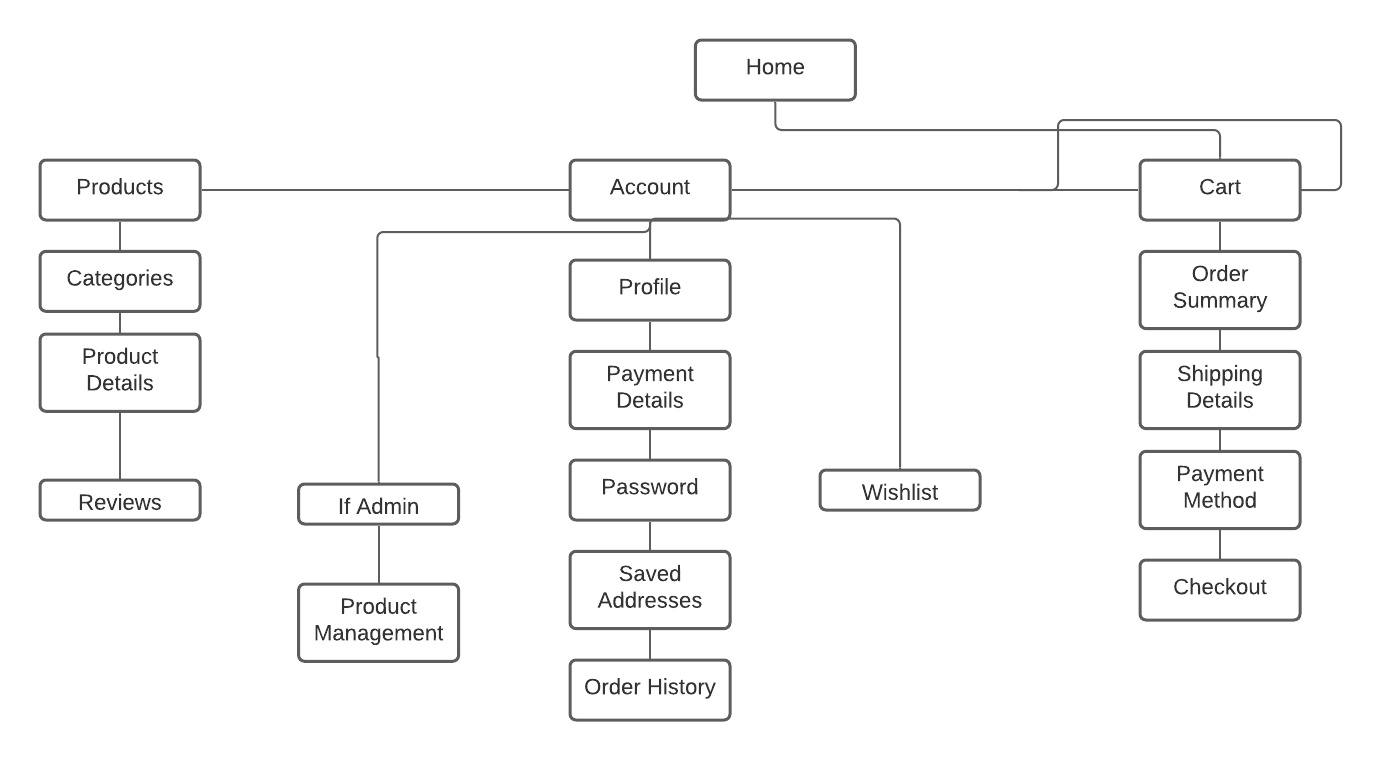 Home
Products
Account
Cart
Categories
Product
Details
Reviews
If Admin
Product
Management
Profile
Payment
Details
Password
Saved
Addresses
Order History
Wishlist
Order
Summary
Shipping
Details
Payment
Method
Checkout